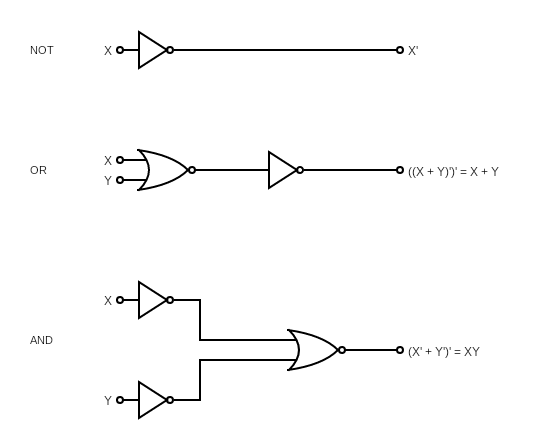 NOT X X'
OR X ((X + Y)')' = X + Y
Y
X
AND (X' + Y')' = XY
Y